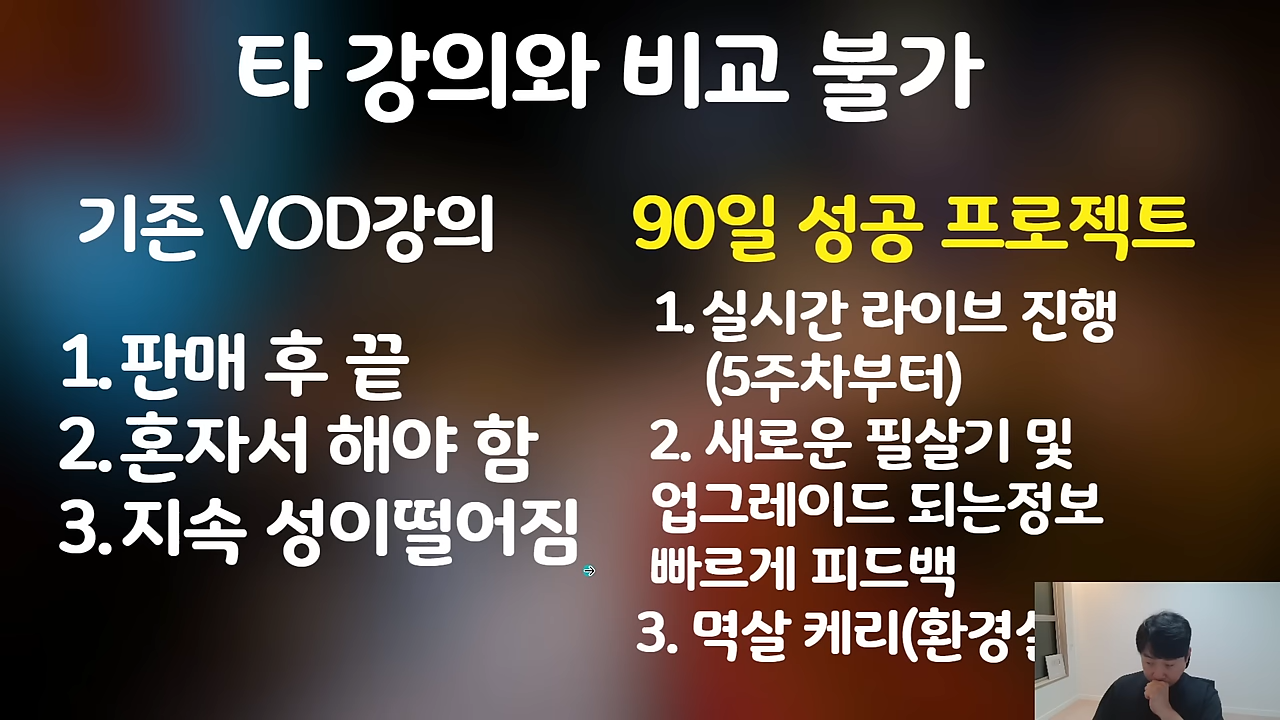 타 강의와 비교 불가
기존 VOD강의
1. 판매 후 끝
2. 혼자서 해야 함
3. 지속 성이떨어짐
90일 성공 프로젝트
1. 실시간 라이브 진행
(5주차부터)
2. 새로운 필살기 및
업그레이드 되는정보
빠르게 피드백
3. 멱살 케리(환경